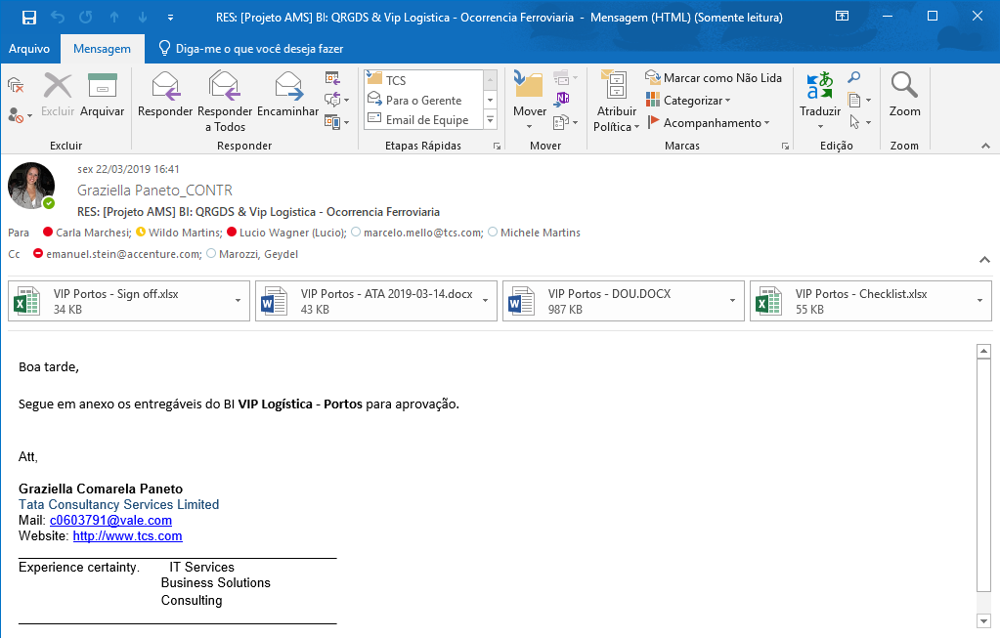 RES: [Projeto AMS] BI: QRGDS & Vip Logistica - Ocorrencia Ferroviaria - Mensagem (HTML) (Somente leitura)
Arquivo Mensagem Diga-me o que você deseja fazer
Excluir Arquivar
Responder Responder a Todos Encaminhar
TCS
Para o Gerente
Email de Equipe
Mover
Atribuir Política
Marcar como Não Lida
Categorizar
Acompanhamento
Traduzir
Zoom
Excluir Responder Etapas Rápidas Mover Marcas Edição Zoom
sex 22/03/2019 16:41
Graziella Paneto_CONTR
RES: [Projeto AMS] BI: QRGDS & Vip Logistica - Ocorrencia Ferroviaria
Para Carla Marchesi; Wildo Martins; Lucio Wagner (Lucio); marcelo.mello@tcs.com; Michele Martins
Cc emanuel.stein@accenture.com; Marozzi, Geydel
VIP Portos - Sign off.xlsx
34 KB
VIP Portos - ATA 2019-03-14.docx
43 KB
VIP Portos - DOU.DOCX
987 KB
VIP Portos - Checklist.xlsx
55 KB
Boa tarde,
Segue em anexo os entregáveis do BI VIP Logística - Portos para aprovação.
Att,
Graziella Comarela Paneto
Tata Consultancy Services Limited
Mail: c0603791@vale.com
Website: http://www.tcs.com
Experience certainty. IT Services
Business Solutions
Consulting